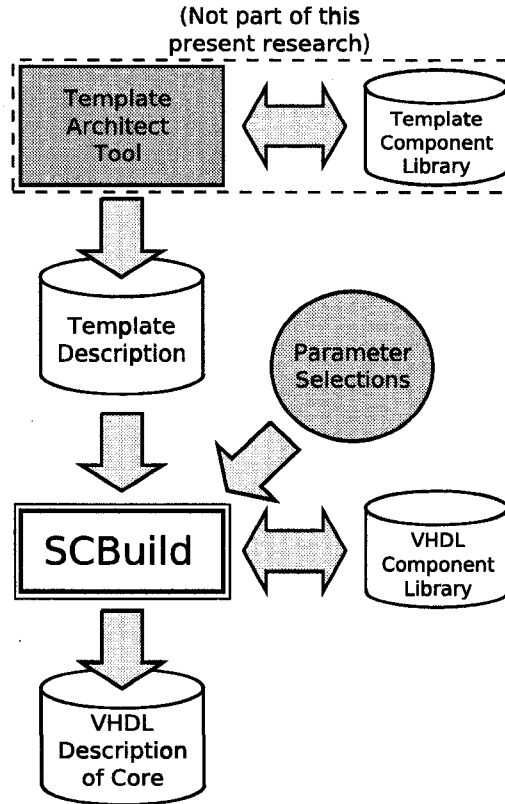 (Not part of this
present research)
Template
Architect
Tool
Template
Component
Library
Template
Description
Parameter
Selections
SCBuild
VHDL
Component
Library
VHDL
Description
of Core